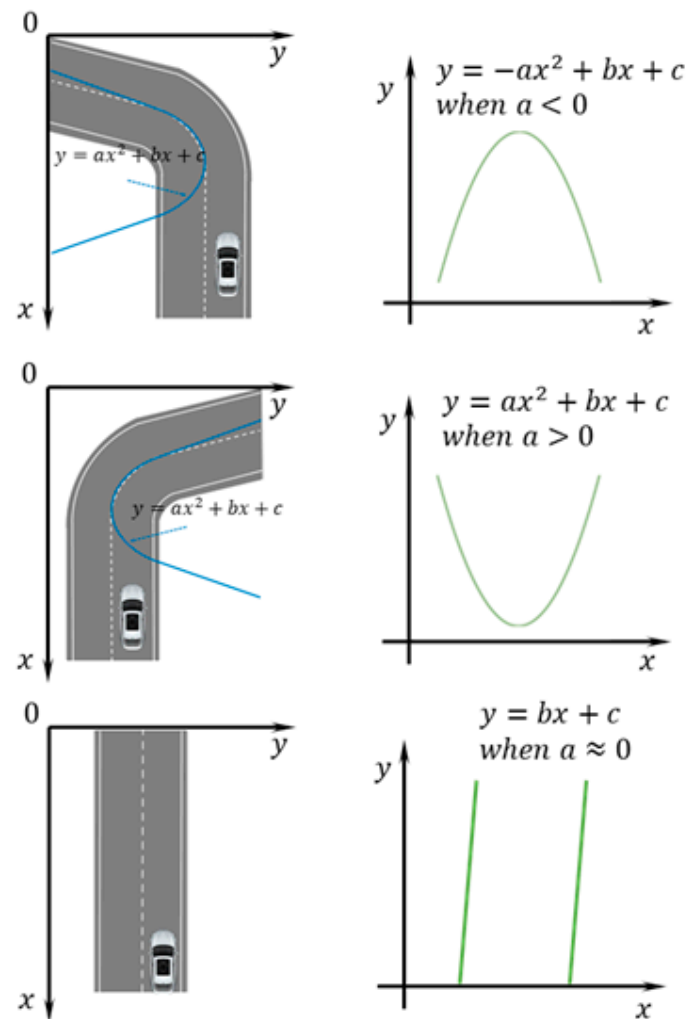 0
y
y = ax² + bx + c
x
y = −ax² + bx + c
when a < 0
y
x
0
y
y = ax² + bx + c
x
y = ax² + bx + c
when a > 0
y
x
0
y
x
y = bx + c
when a ≈ 0
y
x